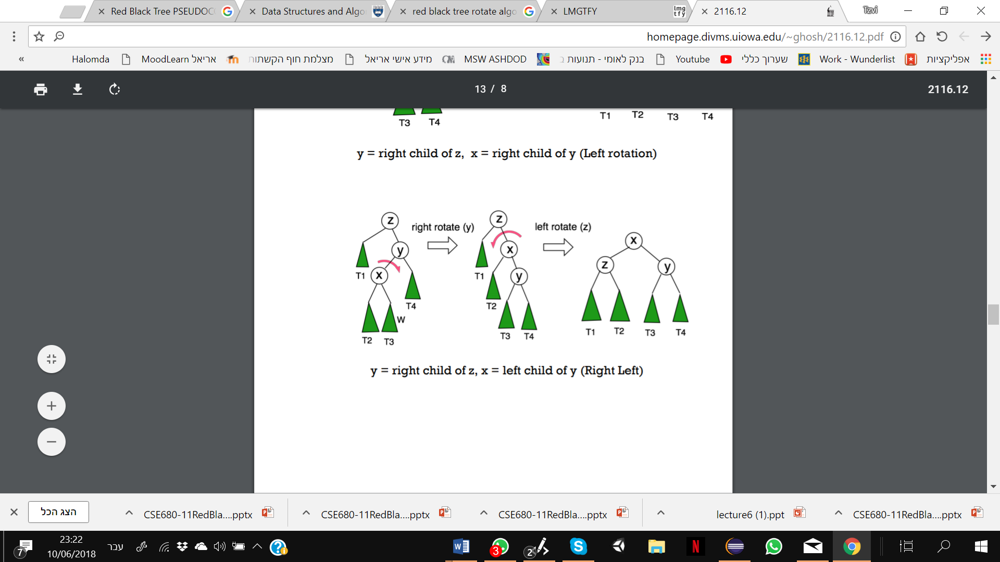 Red Black Tree PSEUDOC
Data Structures and Algo
red black tree rotate algo
LMGTFY
lmg
tfy
2116.12
Tzvi
homepage.divms.uiowa.edu/~ghosh/2116.12.pdf
«
Halomda
MoodLearn אריאל
מצלמת חוף הקשתות
מידע אישי אריאל
MSW ASHDOD
בנק לאומי - תנועות ב
Youtube
שערוך כללי
Work - Wunderlist
אפליקציות
13 / 8
2116.12
T3 T4
T1 T2 T3 T4
y = right child of z, x = right child of y (Left rotation)
z
right rotate (y)
z
left rotate (z)
x
y
x
z
y
T1
x
T1
y
T4
W
T2
T2 T3
T3 T4
T1 T2 T3 T4
y = right child of z, x = left child of y (Right Left)
הצג הכל
CSE680-11RedBla....pptx
CSE680-11RedBla....pptx
CSE680-11RedBla....pptx
lecture6 (1).ppt
CSE680-11RedBla....pptx
7
23:22
10/06/2018
עבר
3
2